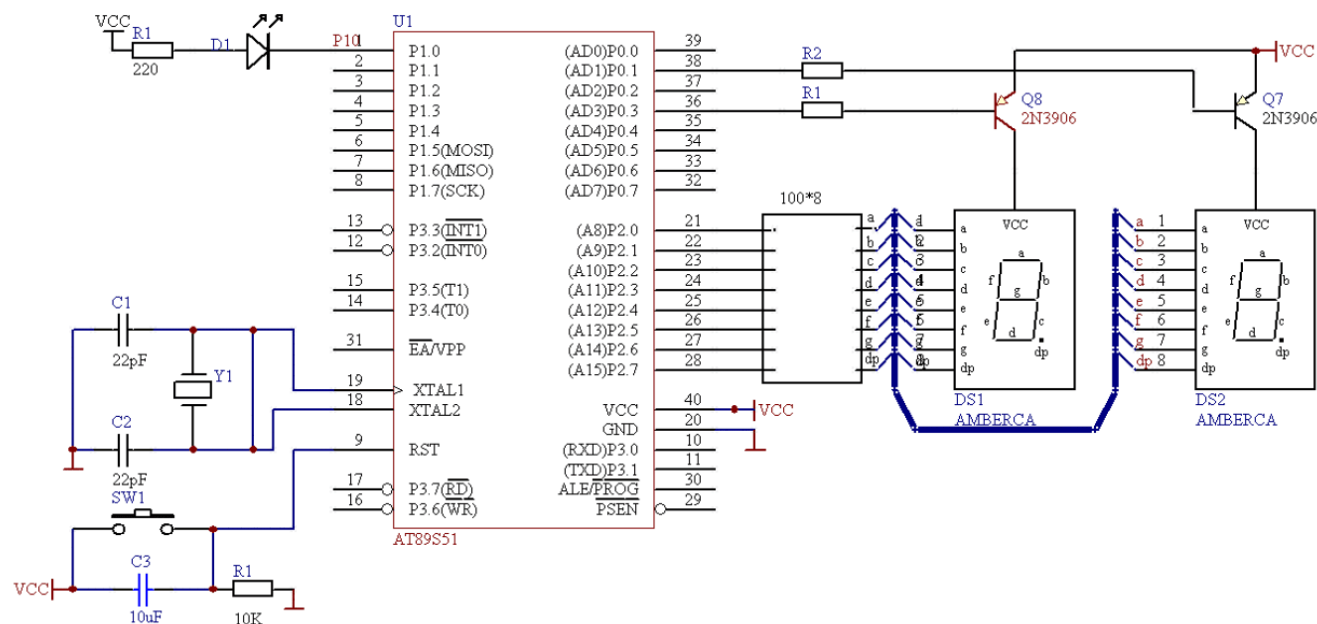 VCC
R1
220
D1
P10
U1
AT89S51
1 P1.0
2 P1.1
3 P1.2
4 P1.3
5 P1.4
6 P1.5(MOSI)
7 P1.6(MISO)
8 P1.7(SCK)
13 P3.3(INT1)
12 P3.2(INT0)
15 P3.5(T1)
14 P3.4(T0)
31 EA/VPP
19 XTAL1
18 XTAL2
9 RST
17 P3.7(RD)
16 P3.6(WR)
(AD0)P0.0 39
(AD1)P0.1 38
(AD2)P0.2 37
(AD3)P0.3 36
(AD4)P0.4 35
(AD5)P0.5 34
(AD6)P0.6 33
(AD7)P0.7 32
(A8)P2.0 21
(A9)P2.1 22
(A10)P2.2 23
(A11)P2.3 24
(A12)P2.4 25
(A13)P2.5 26
(A14)P2.6 27
(A15)P2.7 28
VCC 40 VCC
GND 20
(RXD)P3.0 10
(TXD)P3.1 11
ALE/PROG 30
PSEN 29
C1
22pF
Y1
C2
22pF
SW1
VCC
C3
10uF
R1
10K
R2
R1
VCC
Q8
2N3906
Q7
2N3906
100*8
a
b
c
d
e
f
g
dp
VCC
a
b
c
d
e
f
g
dp
a
f b
g
e c
d
dp
DS1
AMBERCA
a 1
b 2
c 3
d 4
e 5
f 6
g 7
dp 8
VCC
a
b
c
d
e
f
g
dp
a
f b
g
e c
d
dp
DS2
AMBERCA